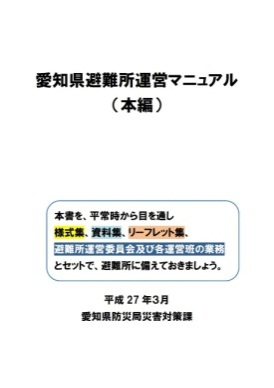 愛知県避難所運営マニュアル
（本編）
本書を、平常時から目を通し
様式集、資料集、リーフレット集、
避難所運営委員会及び各運営班の業務
とセットで、避難所に備えておきましょう。
平成 27 年３月
愛知県防災局災害対策課